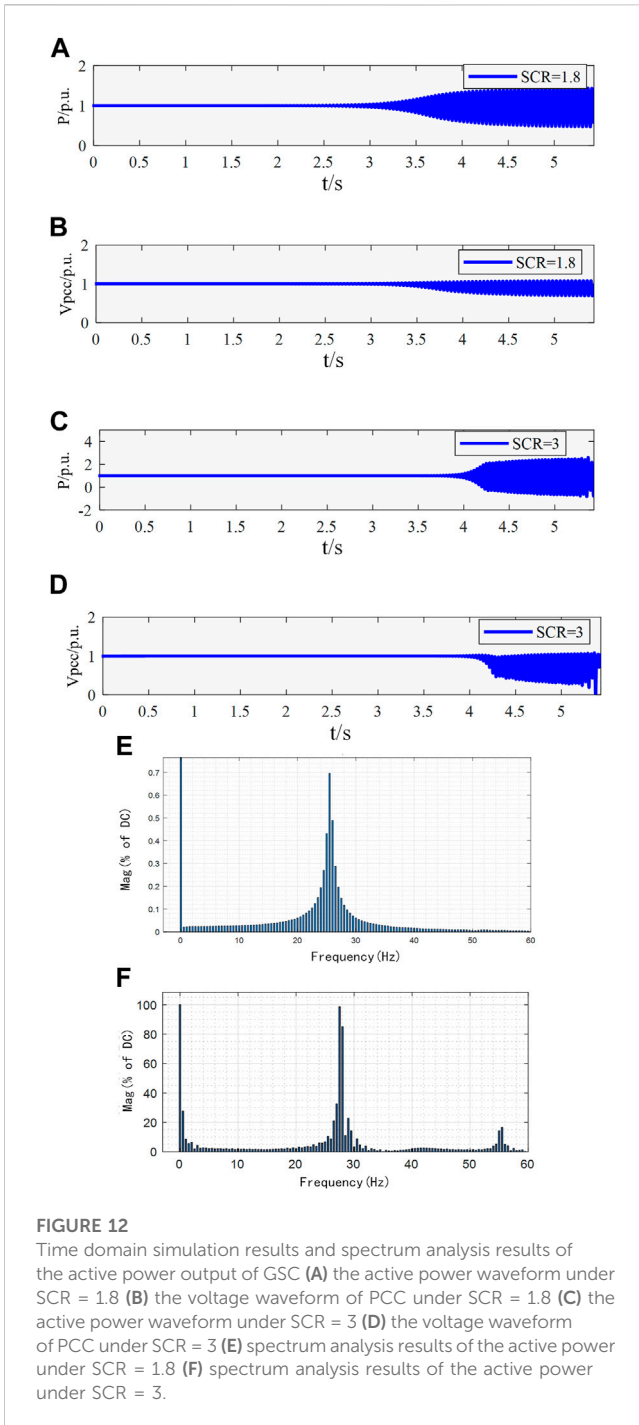 A
2
1
0
P/p.u.
SCR=1.8
0 0.5 1 1.5 2 2.5 3 3.5 4 4.5 5
t/s
B
2
1
0
Vpcc/p.u.
SCR=1.8
0 0.5 1 1.5 2 2.5 3 3.5 4 4.5 5
t/s
C
4
2
0
-2
P/p.u.
SCR=3
0 0.5 1 1.5 2 2.5 3 3.5 4 4.5 5
t/s
D
2
1
0
Vpcc/p.u.
SCR=3
0 0.5 1 1.5 2 2.5 3 3.5 4 4.5 5
t/s
E
0.7
0.6
0.5
0.4
0.3
0.2
0.1
0
Mag(% of DC)
0 10 20 30 40 50 60
Frequency(Hz)
F
100
80
60
40
20
0
Mag(% of DC)
0 10 20 30 40 50 60
Frequency(Hz)
FIGURE 12
Time domain simulation results and spectrum analysis results of
the active power output of GSC (A) the active power waveform under
SCR = 1.8 (B) the voltage waveform of PCC under SCR = 1.8 (C) the
active power waveform under SCR = 3 (D) the voltage waveform
of PCC under SCR = 3 (E) spectrum analysis results of the active power
under SCR = 1.8 (F) spectrum analysis results of the active power
under SCR = 3.